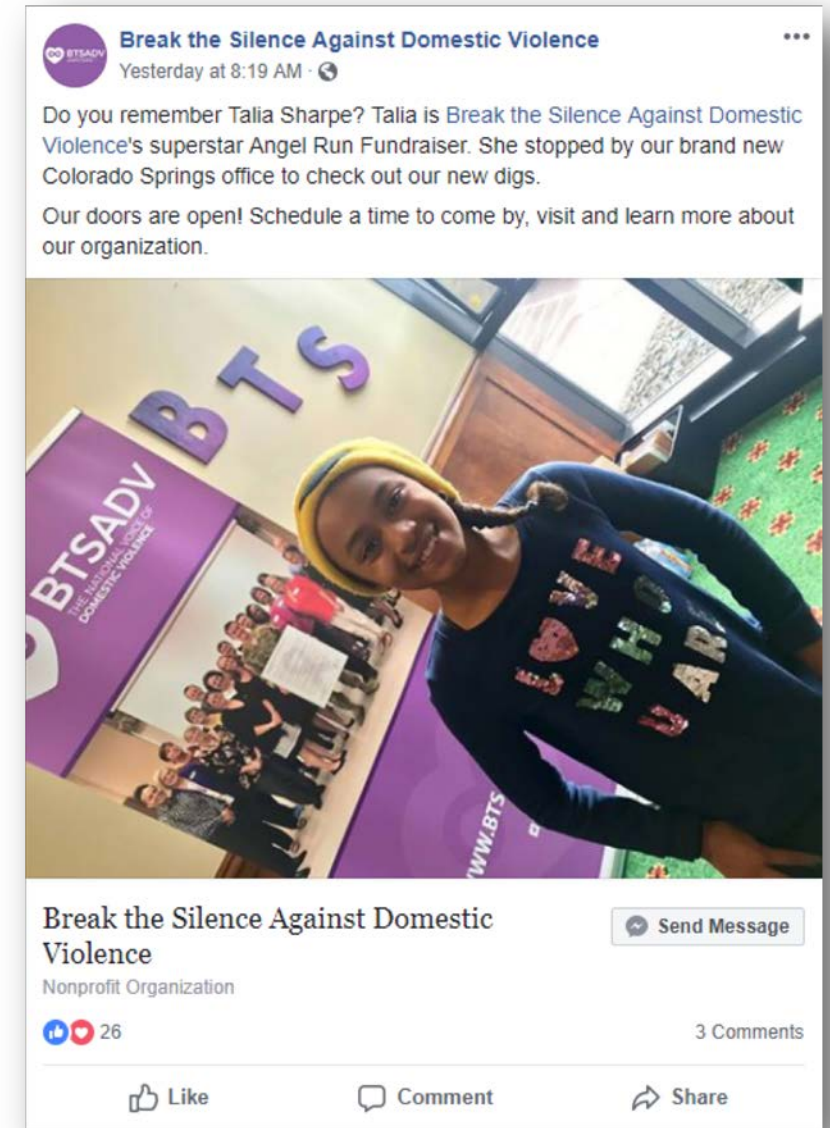 BTSADV
Break the Silence Against Domestic Violence
Yesterday at 8:19 AM ·
Do you remember Talia Sharpe? Talia is Break the Silence Against Domestic
Violence's superstar Angel Run Fundraiser. She stopped by our brand new
Colorado Springs office to check out our new digs.
Our doors are open! Schedule a time to come by, visit and learn more about
our organization.
BTS
BTSADV
THE NATIONAL VOICE OF
DOMESTIC VIOLENCE
LOVE
WHO
U ARE
WWW.BTS
Break the Silence Against Domestic
Violence
Send Message
Nonprofit Organization
26
3 Comments
Like
Comment
Share